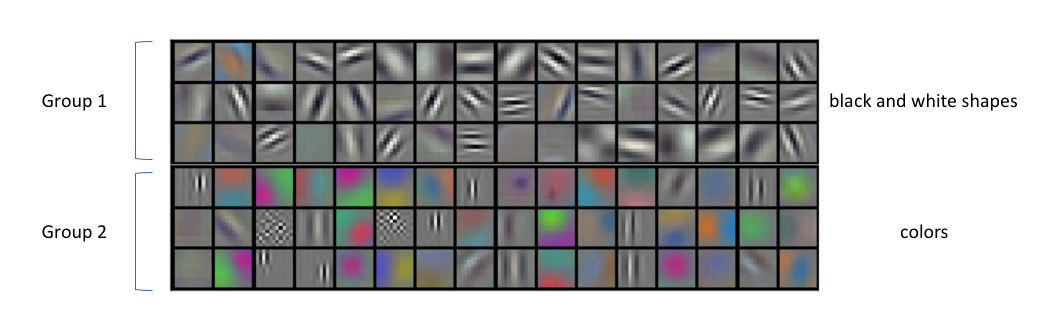 Group 1
black and white shapes
Group 2
colors